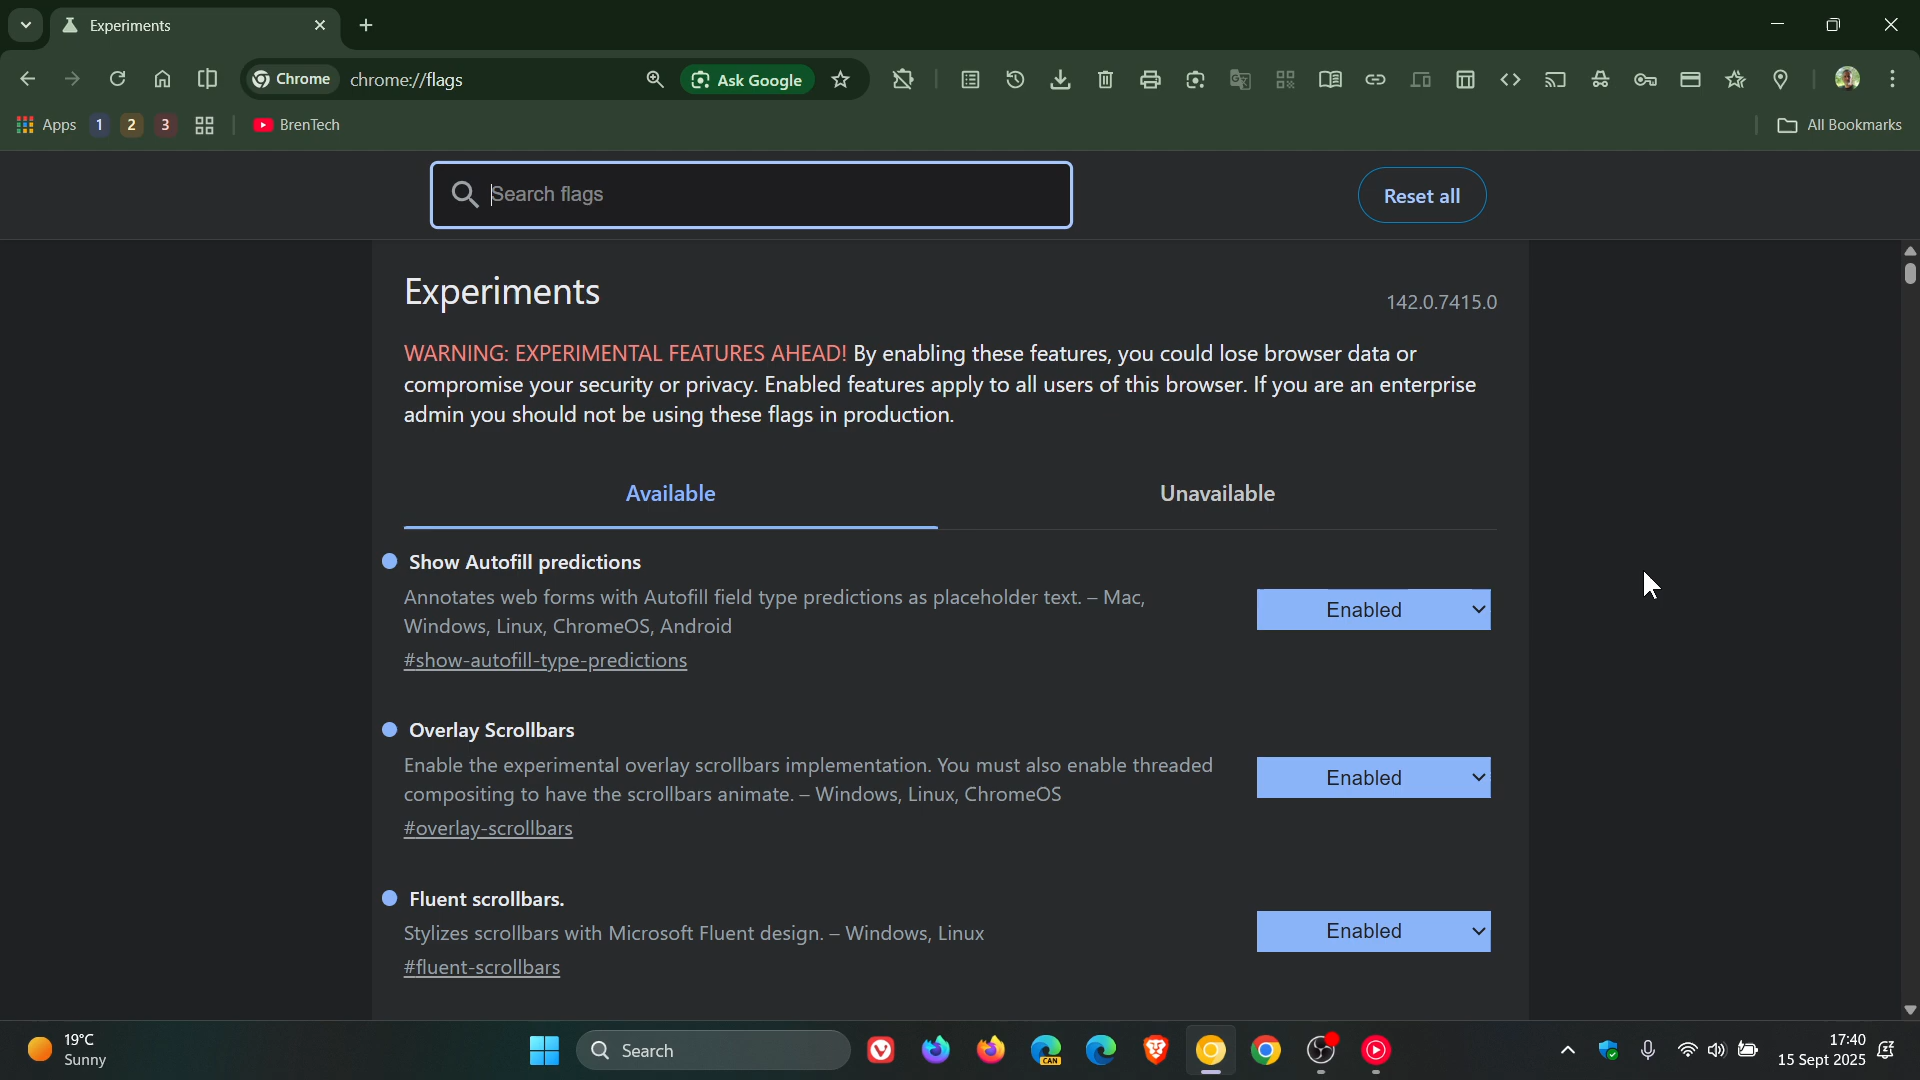 Experiments
Chrome
chrome://flags
Ask Google
Apps
1
2
3
BrenTech
All Bookmarks
Search flags
Reset all
Experiments
142.0.7415.0
WARNING: EXPERIMENTAL FEATURES AHEAD! By enabling these features, you could lose browser data or
compromise your security or privacy. Enabled features apply to all users of this browser. If you are an enterprise
admin you should not be using these flags in production.
Available
Unavailable
Show Autofill predictions
Annotates web forms with Autofill field type predictions as placeholder text. – Mac,
Windows, Linux, ChromeOS, Android
#show-autofill-type-predictions
Enabled
Overlay Scrollbars
Enable the experimental overlay scrollbars implementation. You must also enable threaded
compositing to have the scrollbars animate. – Windows, Linux, ChromeOS
#overlay-scrollbars
Enabled
Fluent scrollbars.
Stylizes scrollbars with Microsoft Fluent design. – Windows, Linux
#fluent-scrollbars
Enabled
19°C
Sunny
Search
CAN
17:40
15 Sept 2025